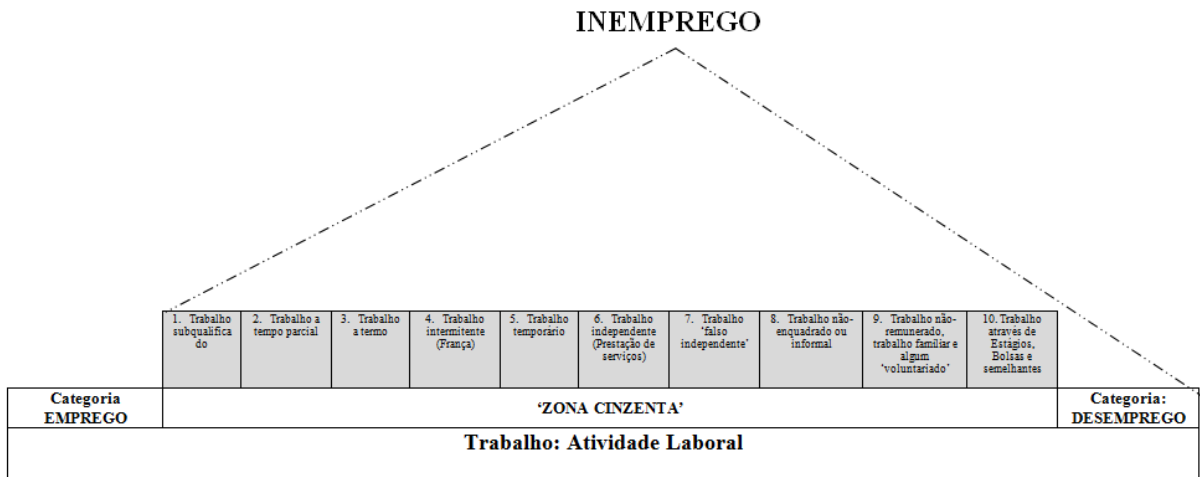 INEMPREGO
1. Trabalho
subqualifica
do
2. Trabalho a
tempo parcial
3. Trabalho
a termo
4. Trabalho
intermitente
(França)
5. Trabalho
temporário
6. Trabalho
independente
(Prestação de
serviços)
7. Trabalho
‘falso
independente’
8. Trabalho não-
enquadrado ou
informal
9. Trabalho não-
remunerado,
trabalho familiar e
algum
‘voluntariado’
10. Trabalho
através de
Estágios,
Bolsas e
semelhantes
Categoria
EMPREGO
‘ZONA CINZENTA’
Categoria:
DESEMPREGO
Trabalho: Atividade Laboral